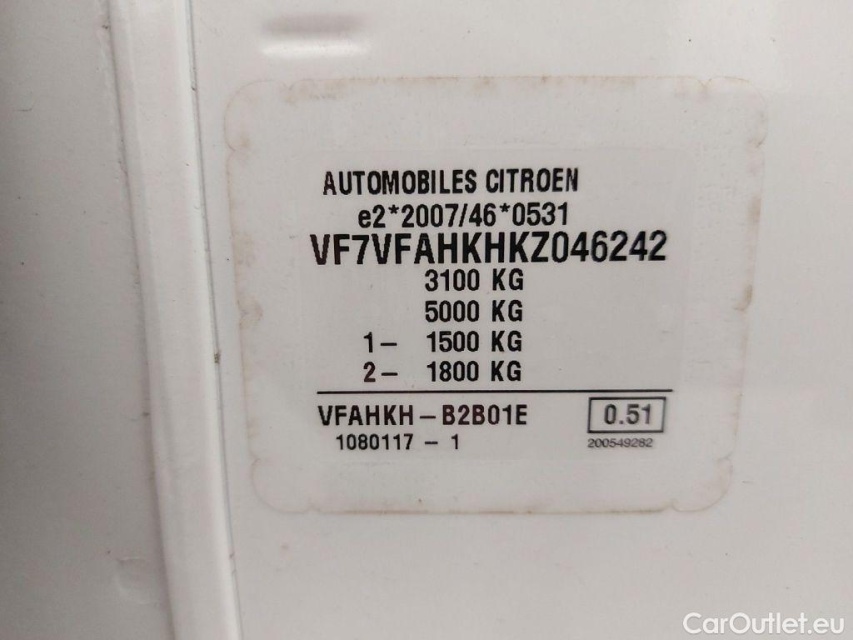 AUTOMOBILES CITROEN
e2*2007/46*0531
VF7VFAHKHKZ046242
3100 KG
5000 KG
1- 1500 KG
2- 1800 KG
VFAHKH-B2B01E 0.51
1080117 - 1 200549282
CarOutlet.eu